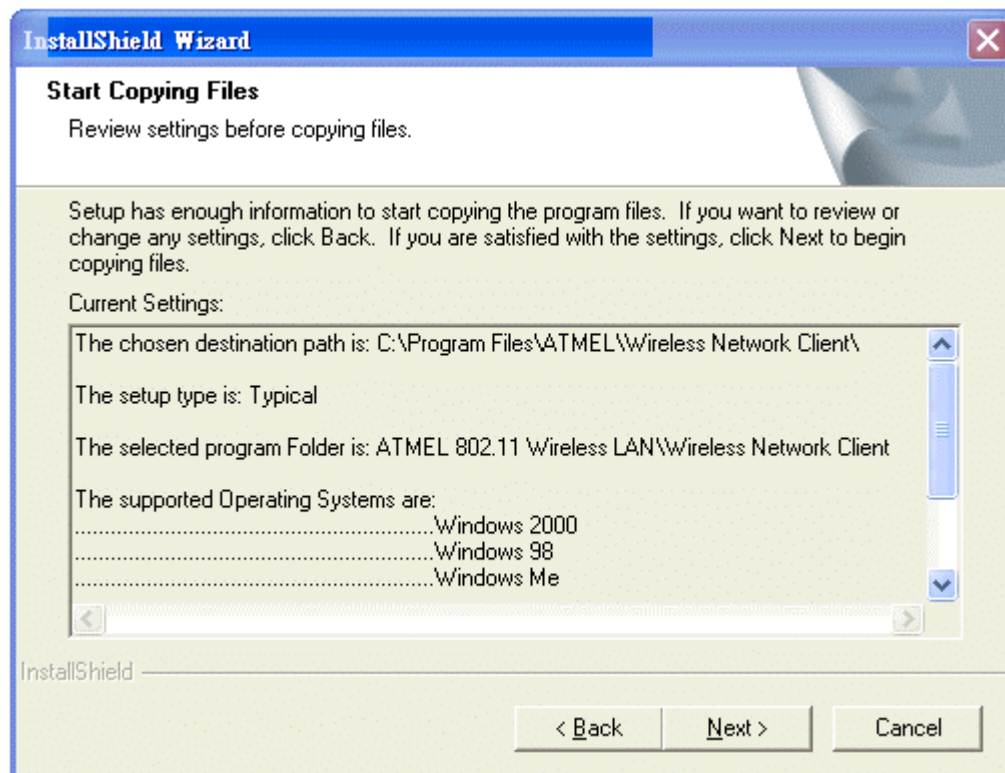 InstallShield Wizard
Start Copying Files
Review settings before copying files.
Setup has enough information to start copying the program files. If you want to review or
change any settings, click Back. If you are satisfied with the settings, click Next to begin
copying files.
Current Settings:
The chosen destination path is: C:\Program Files\ATMEL\Wireless Network Client\
The setup type is: Typical
The selected program Folder is: ATMEL 802.11 Wireless LAN\Wireless Network Client
The supported Operating Systems are:
................................................Windows 2000
................................................Windows 98
................................................Windows Me
InstallShield
< Back Next > Cancel